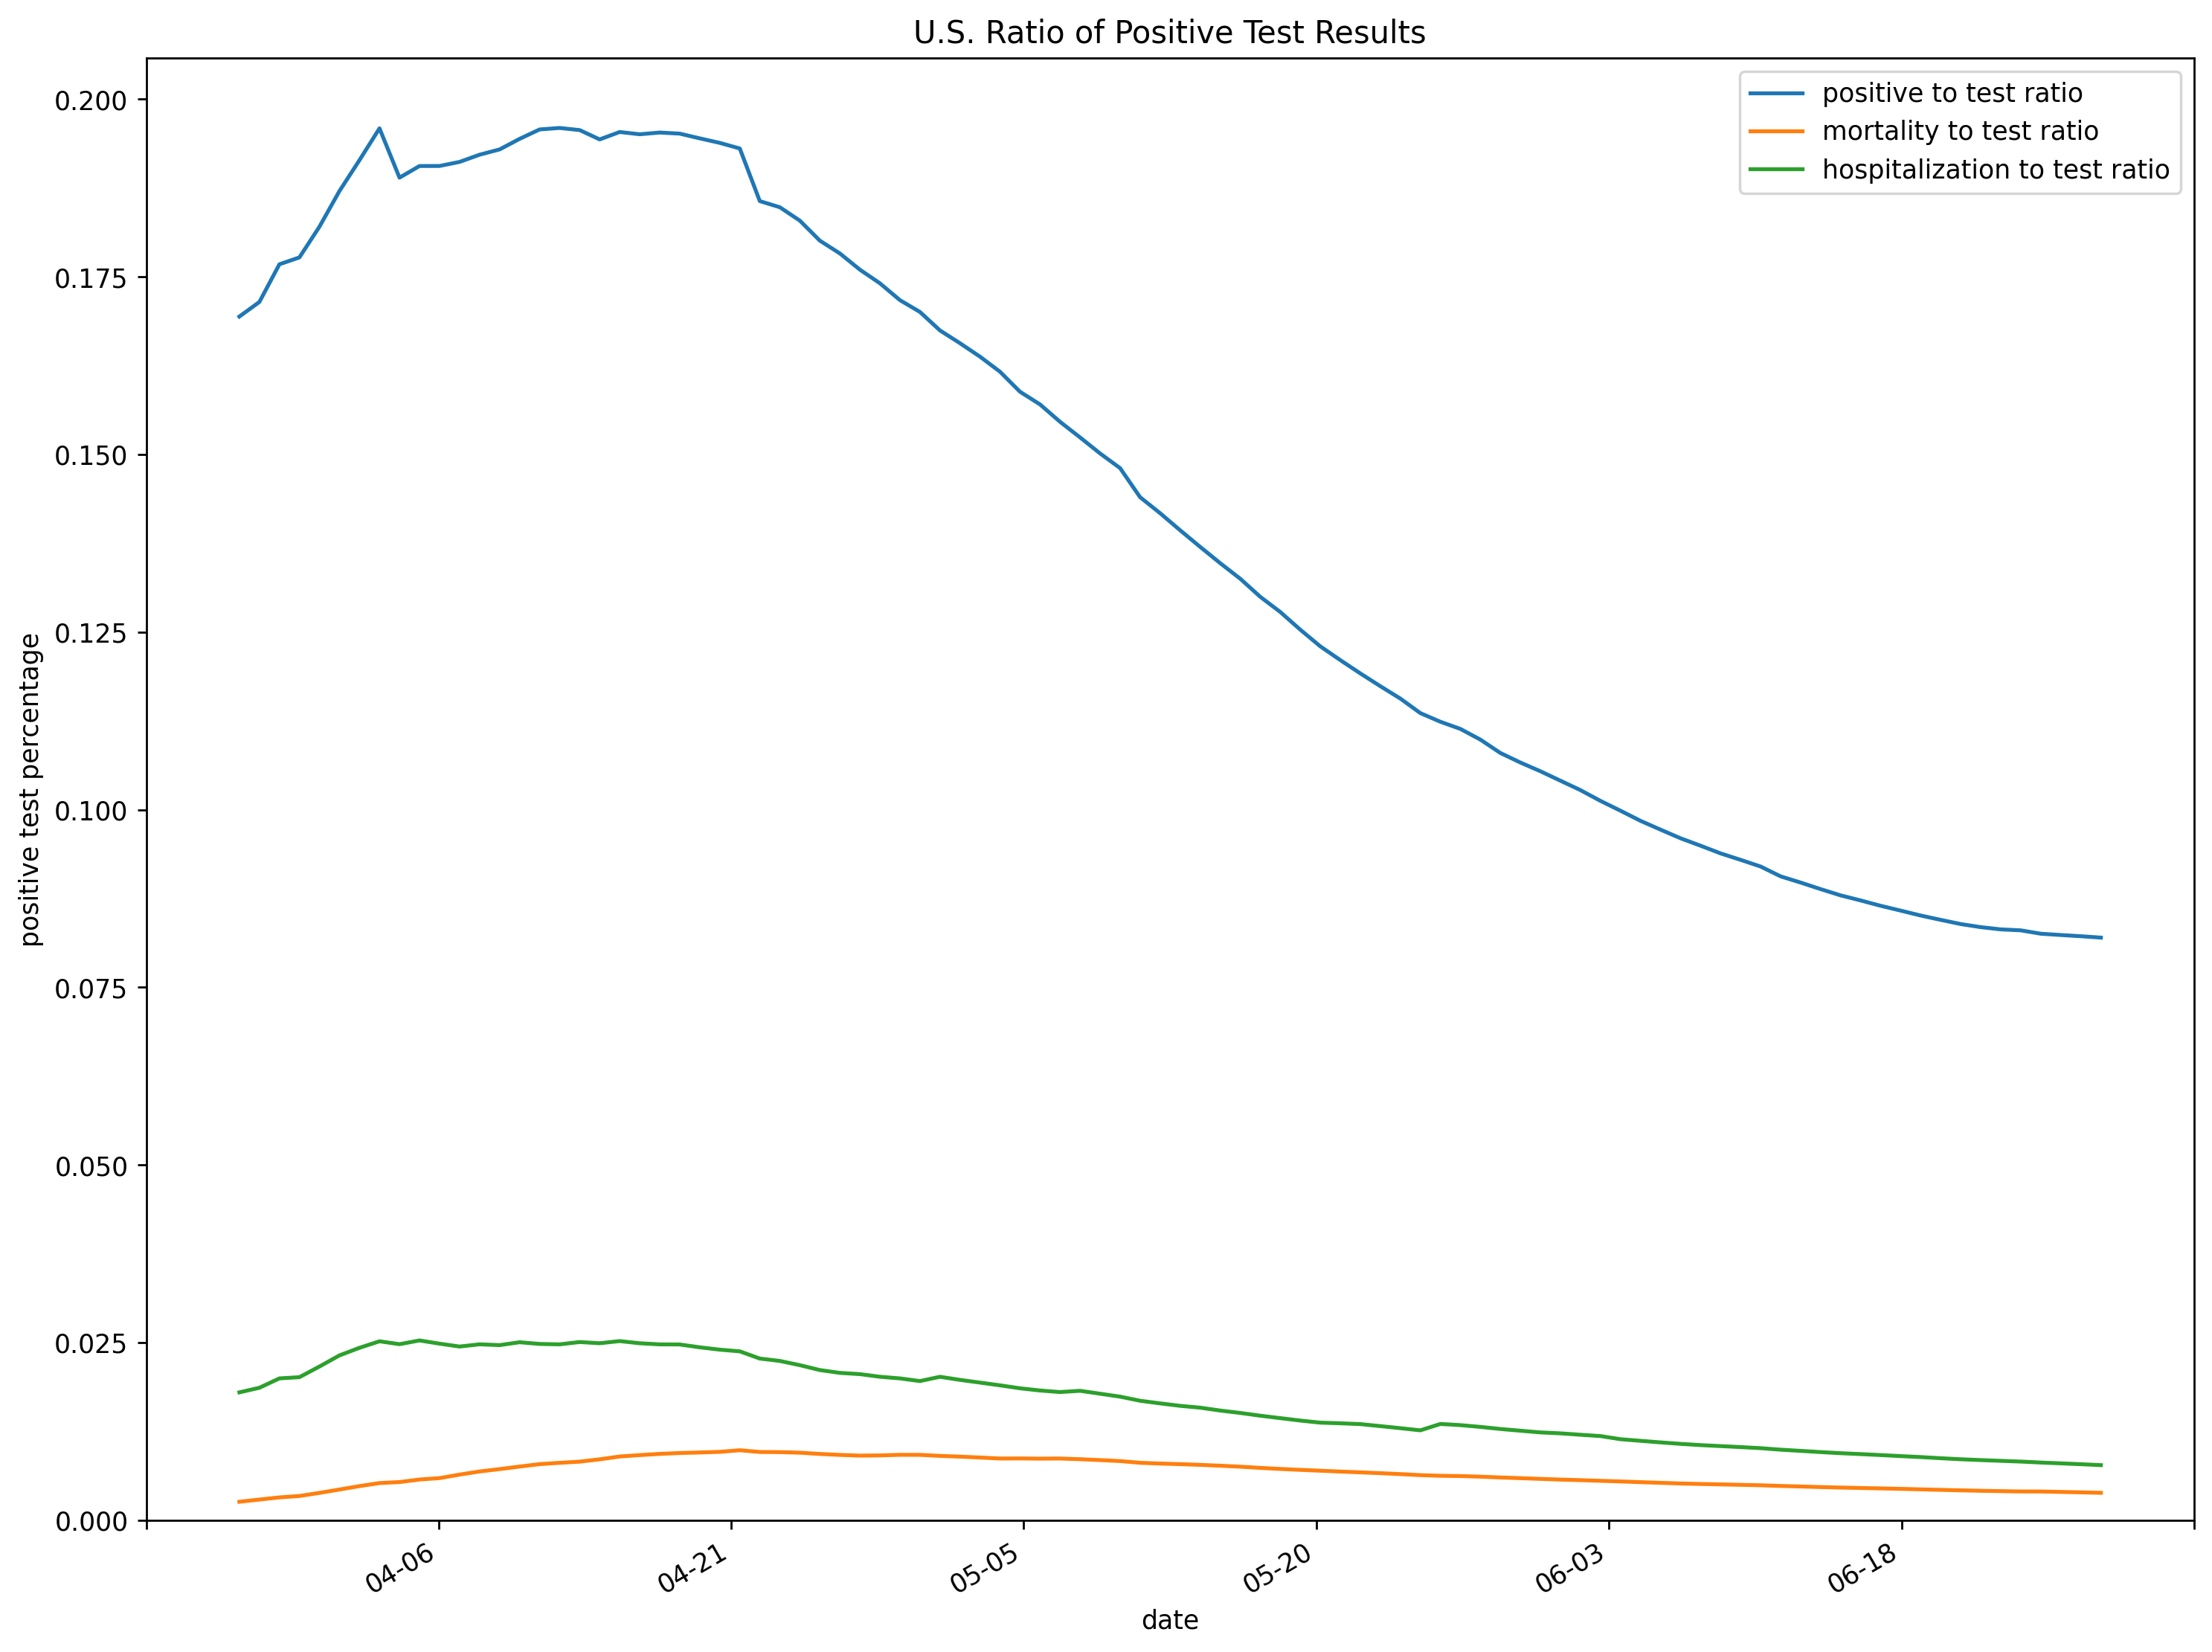 U.S. Ratio of Positive Test Results
positive to test ratio
mortality to test ratio
hospitalization to test ratio
positive test percentage
0.200
0.175
0.150
0.125
0.100
0.075
0.050
0.025
0.000
04-06
04-21
05-05
05-20
06-03
06-18
date